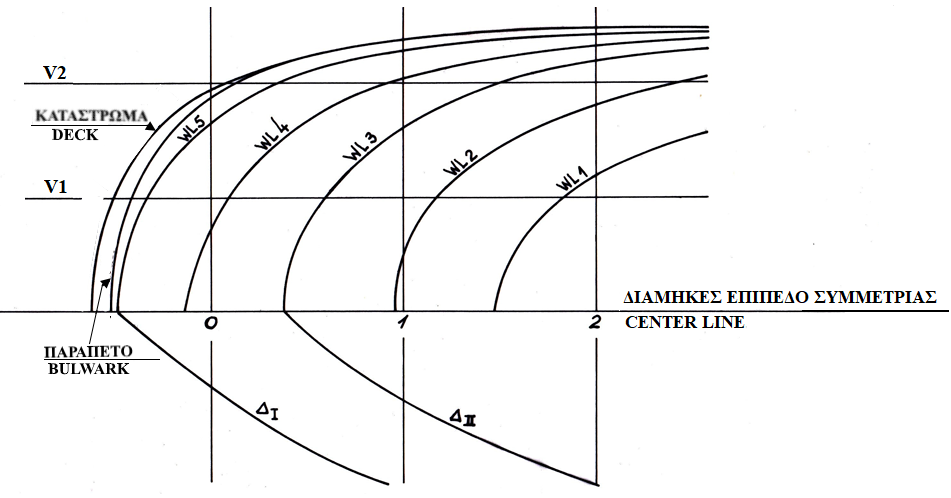 V2
ΚΑΤΑΣΤΡΩΜΑ
DECK
WL5
WL4
WL3
WL2
WL1
V1
ΔΙΑΜΗΚΕΣ ΕΠΙΠΕΔΟ ΣΥΜΜΕΤΡΙΑΣ
0
1
2
CENTER LINE
ΠΑΡΑΠΕΤΟ
BULWARK
ΔI
ΔII